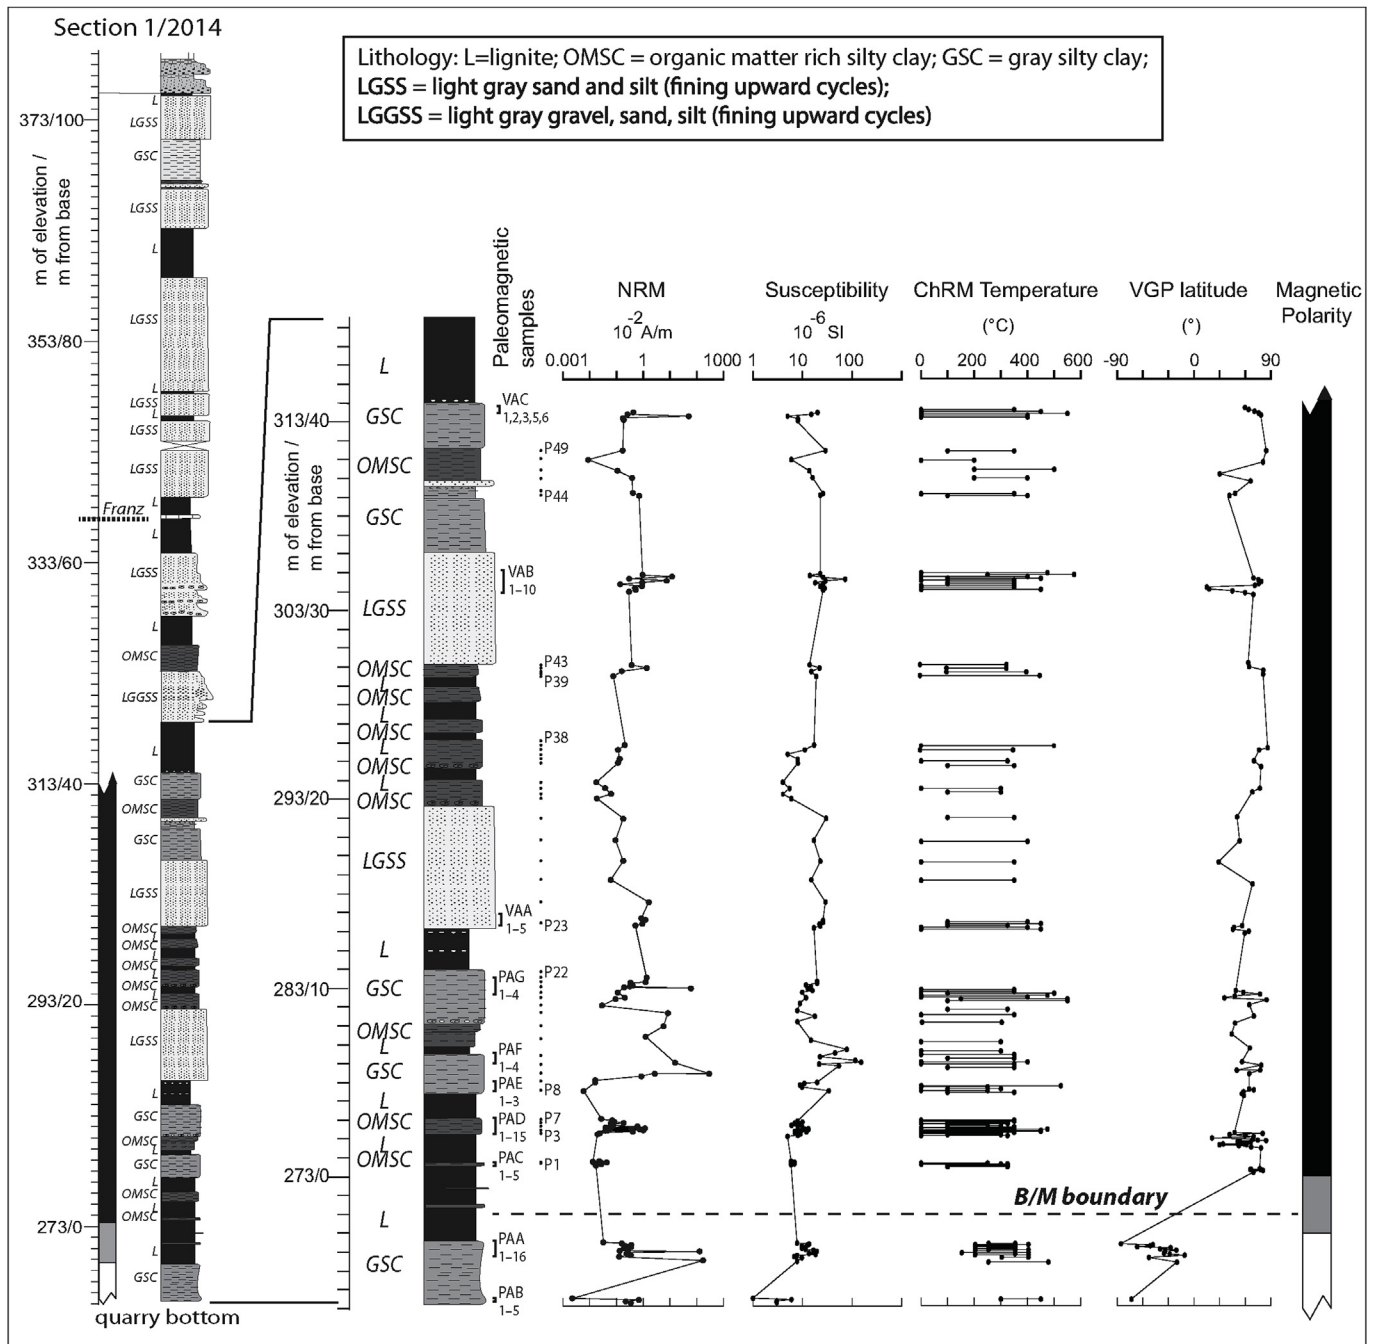 Section 1/2014
Lithology: L=lignite; OMSC = organic matter rich silty clay; GSC = gray silty clay;
LGSS = light gray sand and silt (fining upward cycles);
LGGSS = light gray gravel, sand, silt (fining upward cycles)
m of elevation /
m from base
373/100
353/80
333/60
313/40
293/20
273/0
L
LGSS
GSC
LGSS
L
LGSS
L
LGSS
L
LGSS
LGSS
L
Franz
L
LGSS
L
OMSC
LGGSS
L
GSC
OMSC
GSC
LGSS
OMSC
L
OMSC
L
OMSC
L
OMSC
L
OMSC
LGSS
L
GSC
OMSC
L
GSC
L
OMSC
L
OMSC
L
GSC
quarry bottom
m of elevation /
m from base
313/40
303/30
293/20
283/10
273/0
L
GSC
OMSC
GSC
LGSS
OMSC
L
OMSC
L
OMSC
L
OMSC
L
OMSC
LGSS
L
GSC
OMSC
L
GSC
L
OMSC
L
OMSC
L
GSC
Paleomagnetic
samples
VAC
1,2,3,5,6
P49
P44
VAB
1–10
P43
P39
P38
VAA
1–5
P23
P22
PAG
1–4
PAF
1–4
PAE
1–3
P8
P7
PAD
1–15
P3
PAC
1–5
P1
PAA
1–16
PAB
1–5
NRM
10-2 A/m
0.001 1 1000
Susceptibility
10-6 SI
1 10 100
ChRM Temperature
(°C)
0 200 400 600
VGP latitude
(°)
-90 0 90
Magnetic
Polarity
B/M boundary